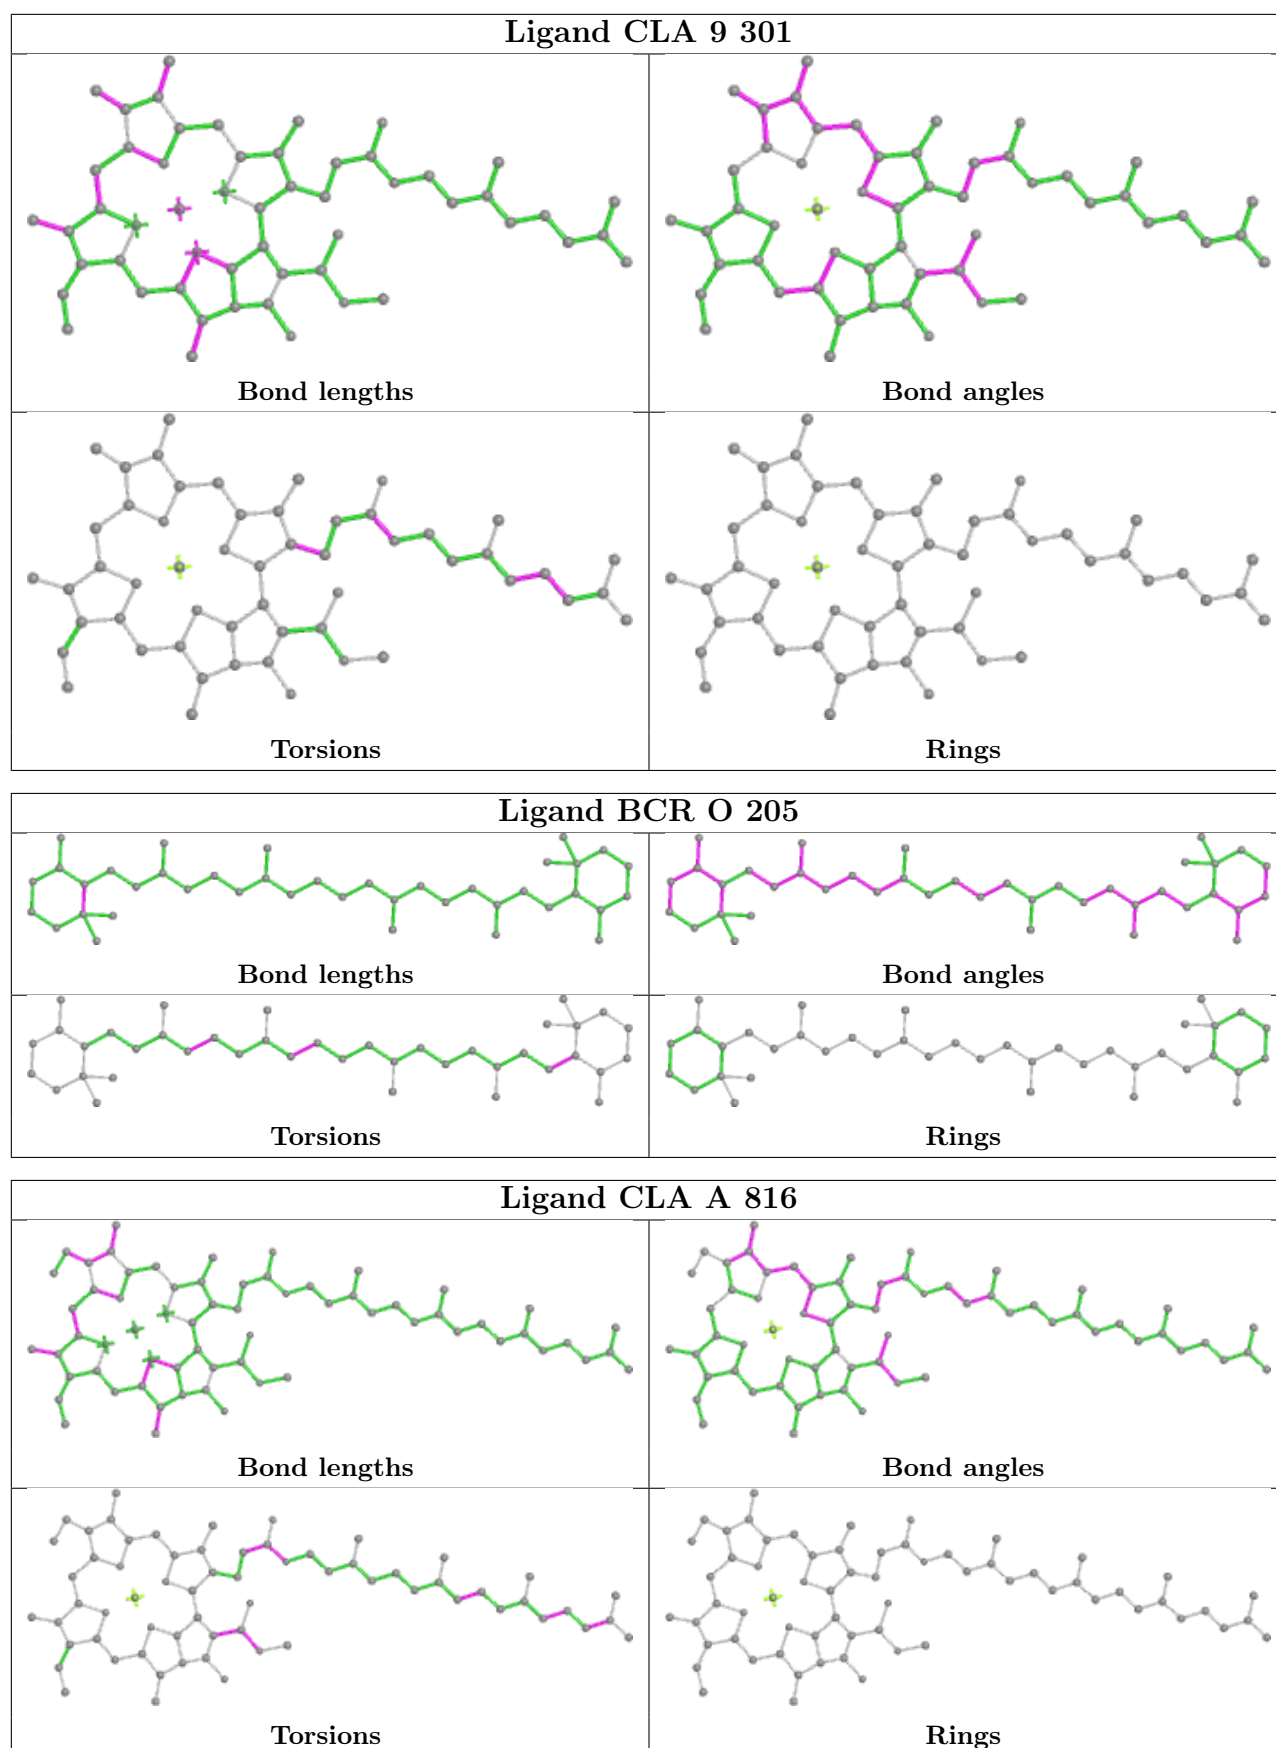 Ligand CLA 9 301
Bond lengths
Bond angles
Torsions
Rings
Ligand BCR O 205
Bond lengths
Bond angles
Torsions
Rings
Ligand CLA A 816
Bond lengths
Bond angles
Torsions
Rings